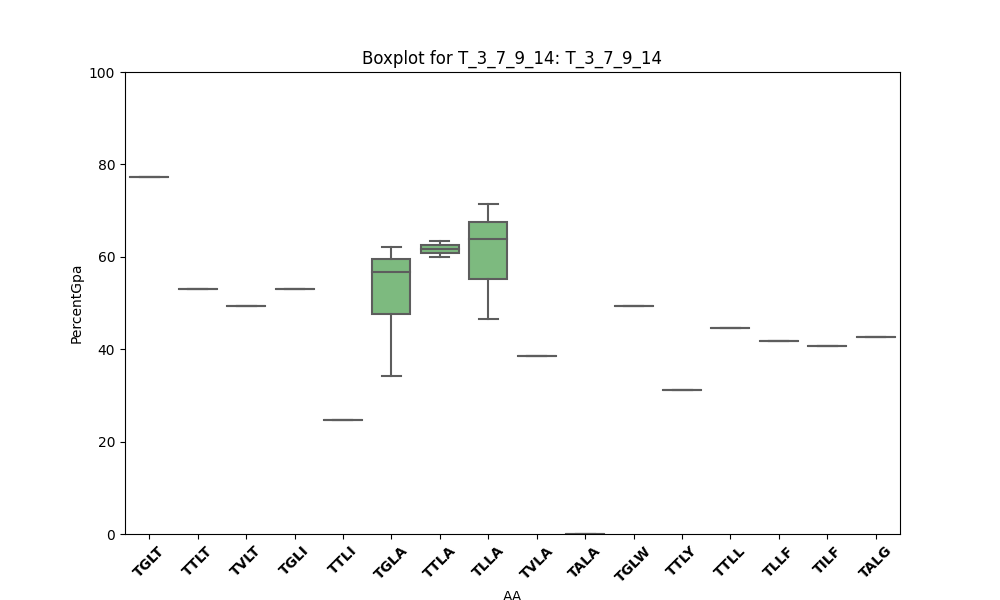 Boxplot for T_3_7_9_14: T_3_7_9_14
100
80
60
40
20
0
PercentGpa
TGLT TTLT TVLT TGLI TTLI TGLA TTLA TLLA TVLA TALA TGLW TTLY TTLL TLLF TILF TALG
AA